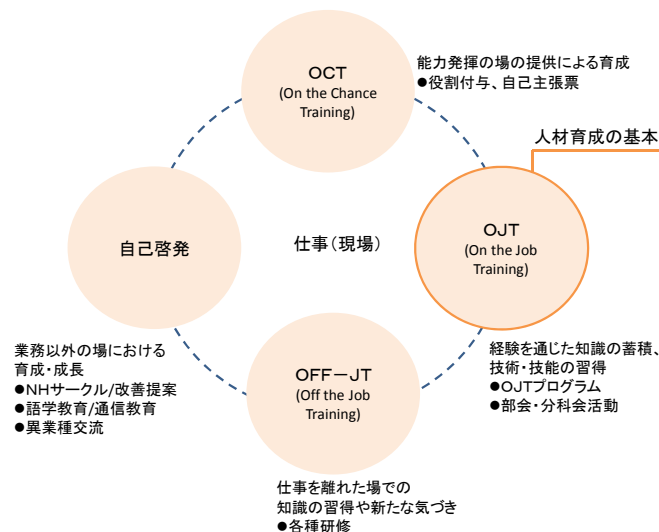 OCT
(On the Chance
Training)
能力発揮の場の提供による育成
●役割付与、自己主張票
人材育成の基本
OJT
(On the Job
Training)
自己啓発
仕事(現場)
経験を通じた知識の蓄積、
技術・技能の習得
●OJTプログラム
●部会・分科会活動
業務以外の場における
育成・成長
●NHサークル/改善提案
●語学教育/通信教育
●異業種交流
OFF－JT
(Off the Job
Training)
仕事を離れた場での
知識の習得や新たな気づき
●各種研修